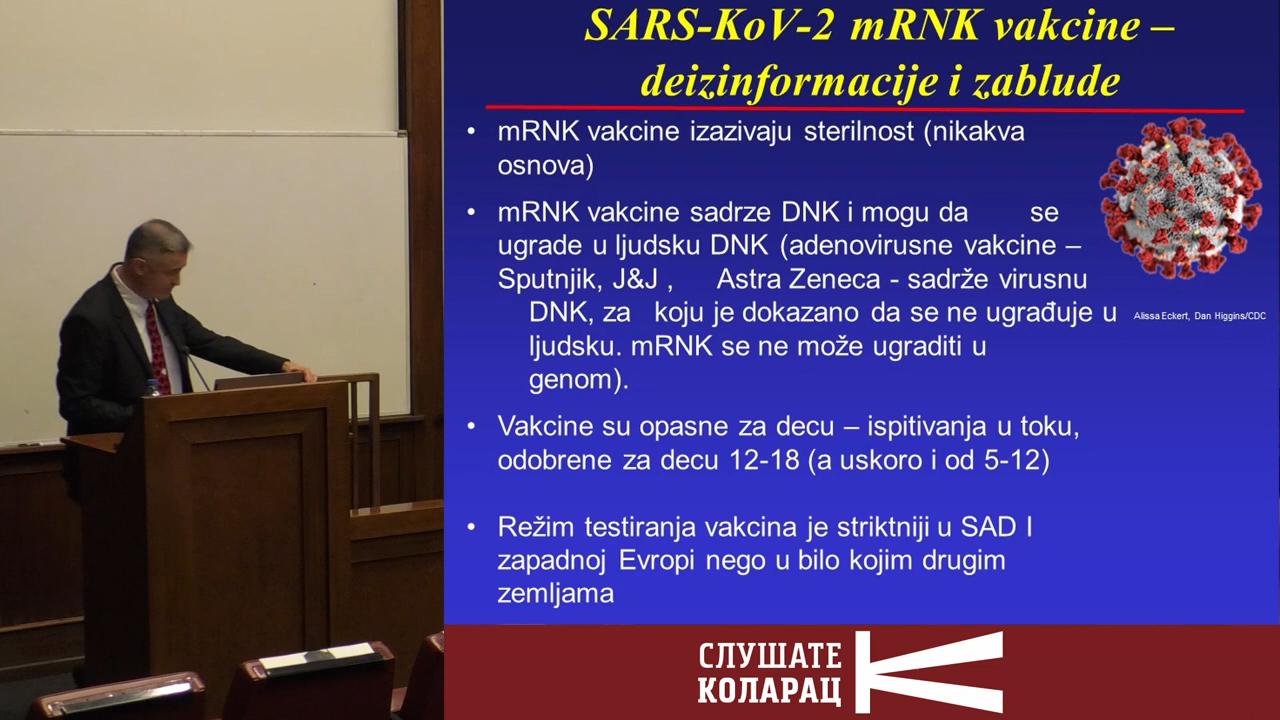 SARS-KoV-2 mRNK vakcine –
deizinformacije i zablude
• mRNK vakcine izazivaju sterilnost (nikakva
osnova)
• mRNK vakcine sadrze DNK i mogu da se
ugrade u ljudsku DNK (adenovirusne vakcine –
Sputnjik, J&J , Astra Zeneca - sadrže virusnu
DNK, za koju je dokazano da se ne ugrađuje u
ljudsku. mRNK se ne može ugraditi u
genom).
Alissa Eckert, Dan Higgins/CDC
• Vakcine su opasne za decu – ispitivanja u toku,
odobrene za decu 12-18 (a uskoro i od 5-12)
• Režim testiranja vakcina je striktniji u SAD I
zapadnoj Evropi nego u bilo kojim drugim
zemljama
СЛУШАТЕ
КОЛАРАЦ